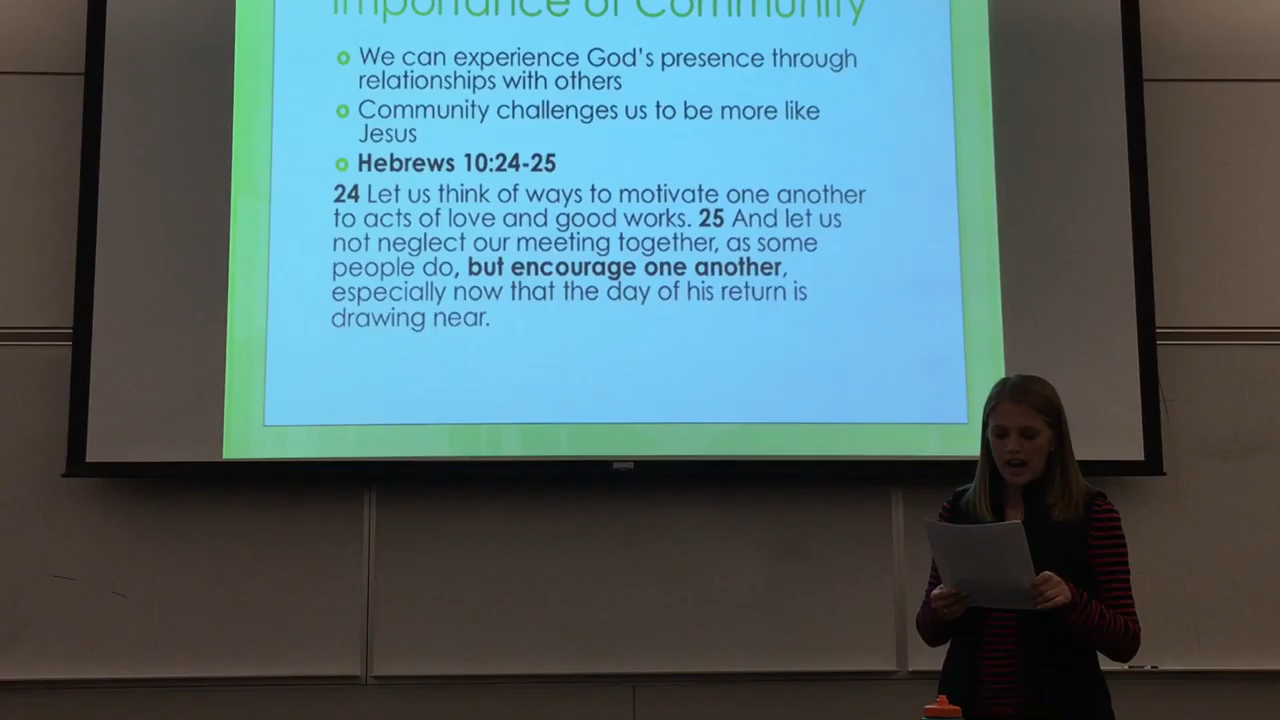 Importance of Community
We can experience God's presence through
relationships with others
Community challenges us to be more like
Jesus
Hebrews 10:24-25
24 Let us think of ways to motivate one another
to acts of love and good works. 25 And let us
not neglect our meeting together, as some
people do, but encourage one another,
especially now that the day of his return is
drawing near.